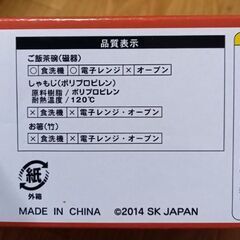 品質表示
ご飯茶碗(磁器)
○食洗機 ○電子レンジ ×オーブン
しゃもじ(ポリプロピレン)
原料樹脂/ポリプロピレン
耐熱温度/120℃
×食洗機 ×電子レンジ・オーブン
お箸(竹)
×食洗機 ×電子レンジ・オーブン
紙
外箱
MADE IN CHINA ©2014 SK JAPAN